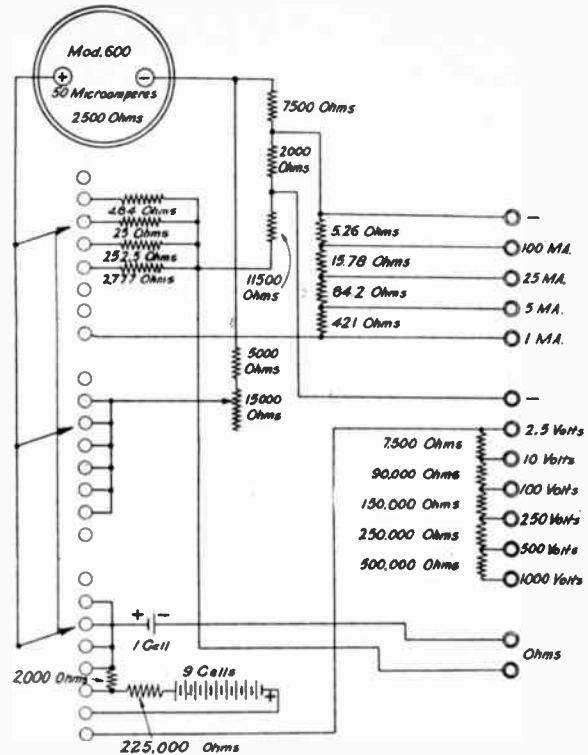 Mod. 600
+
−
50 Microamperes
2500 Ohms
7500 Ohms
2000
Ohms
484 Ohms
25 Ohms
252.5 Ohms
2,777 Ohms
11500
Ohms
−
5.26 Ohms
100 MA.
15.78 Ohms
25 MA.
84.2 Ohms
5 MA.
421 Ohms
1 MA.
5000
Ohms
15000
Ohms
−
2.5 Volts
7,500 Ohms
10 Volts
90,000 Ohms
100 Volts
150,000 Ohms
250 Volts
250,000 Ohms
500 Volts
500,000 Ohms
1000 Volts
+
−
1 Cell
Ohms
2,000 Ohms
9 Cells
+
225,000 Ohms